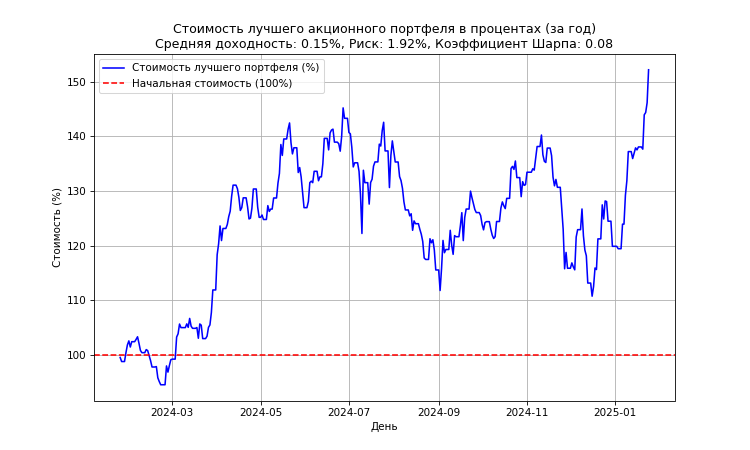 Стоимость лучшего акционного портфеля в процентах (за год)
Средняя доходность: 0.15%, Риск: 1.92%, Коэффициент Шарпа: 0.08
Стоимость лучшего портфеля (%)
Начальная стоимость (100%)
Стоимость (%)
150
140
130
120
110
100
2024-03
2024-05
2024-07
2024-09
2024-11
2025-01
День